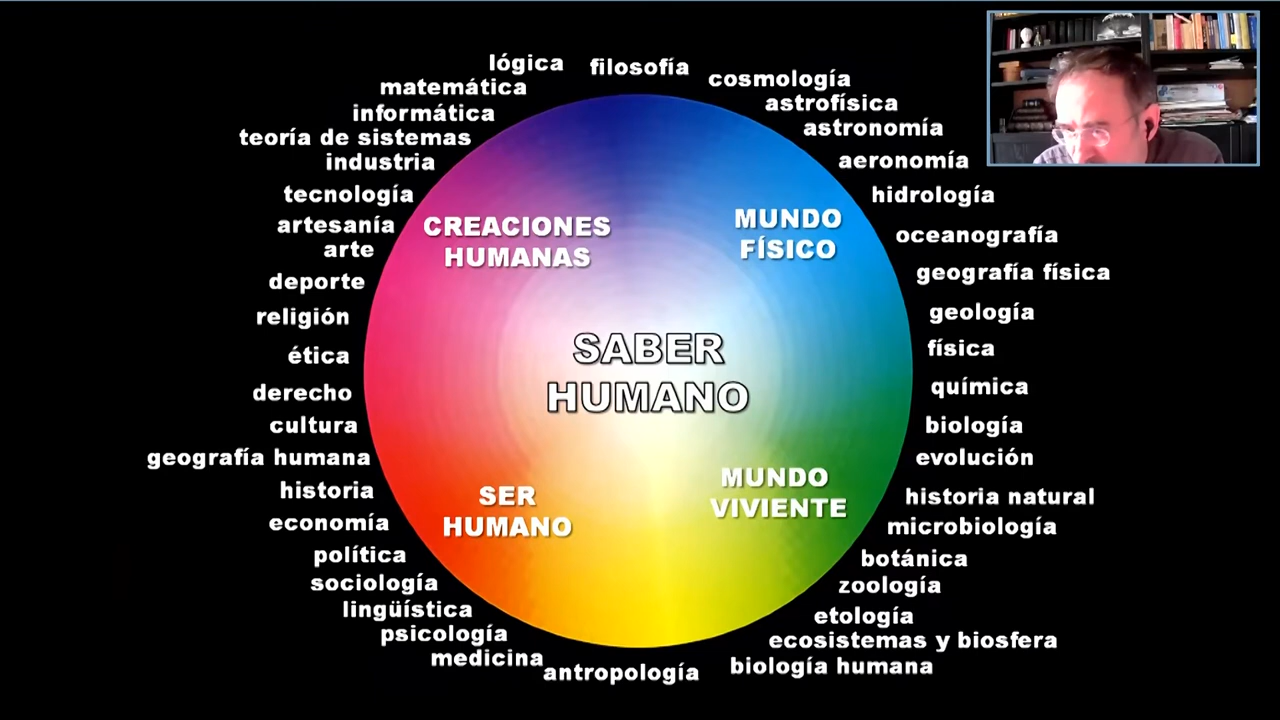 filosofía
cosmología
astrofísica
astronomía
aeronomía
hidrología
oceanografía
geografía física
geología
física
química
biología
evolución
historia natural
microbiología
botánica
zoología
etología
ecosistemas y biosfera
biología humana
antropología
medicina
psicología
lingüística
sociología
política
economía
historia
geografía humana
cultura
derecho
ética
religión
deporte
arte
artesanía
tecnología
industria
teoría de sistemas
informática
matemática
lógica
CREACIONES
HUMANAS
MUNDO
FÍSICO
SABER
HUMANO
SER
HUMANO
MUNDO
VIVIENTE